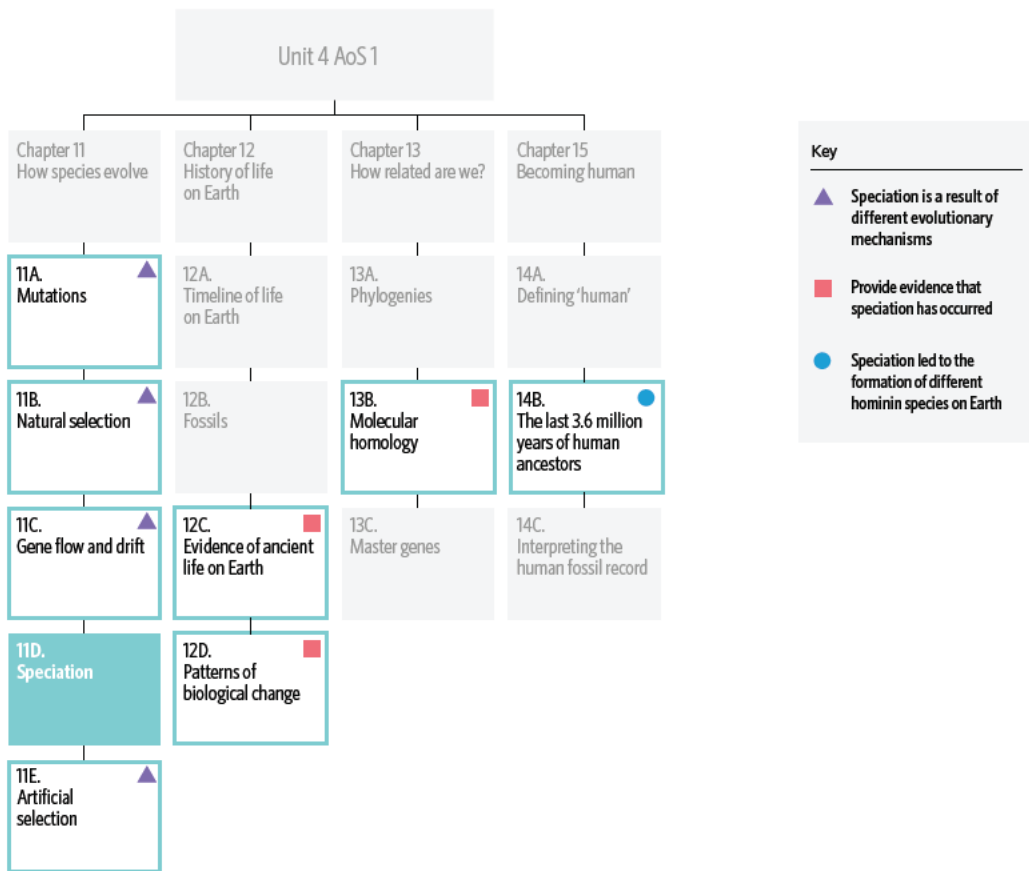 Unit 4 AoS 1
Chapter 11
How species evolve
Chapter 12
History of life
on Earth
Chapter 13
How related are we?
Chapter 15
Becoming human
11A.
Mutations
12A.
Timeline of life
on Earth
13A.
Phylogenies
14A.
Defining ‘human’
11B.
Natural selection
12B.
Fossils
13B.
Molecular
homology
14B.
The last 3.6 million
years of human
ancestors
11C.
Gene flow and drift
12C.
Evidence of ancient
life on Earth
13C.
Master genes
14C.
Interpreting the
human fossil record
11D.
Speciation
12D.
Patterns of
biological change
11E.
Artificial
selection
Key
Speciation is a result of
different evolutionary
mechanisms
Provide evidence that
speciation has occurred
Speciation led to the
formation of different
hominin species on Earth